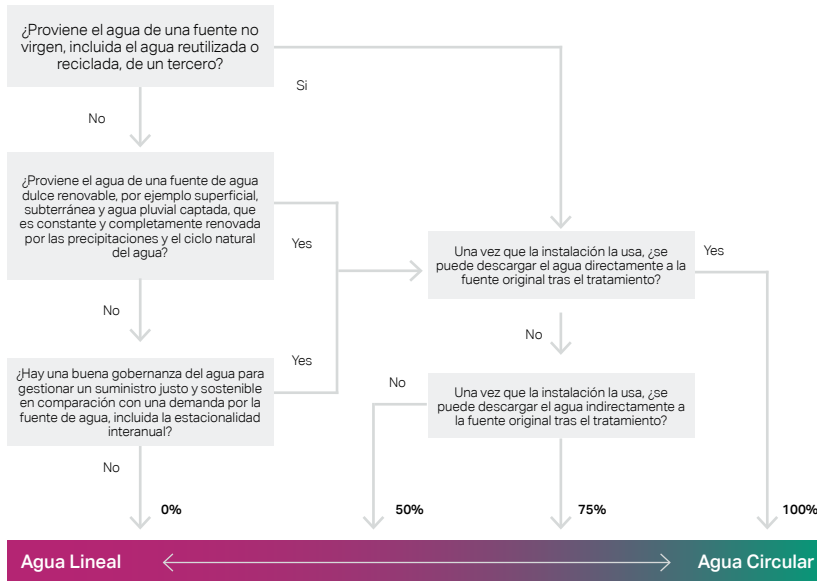 ¿Proviene el agua de una fuente no
virgen, incluida el agua reutilizada o
reciclada, de un tercero?
Si
No
¿Proviene el agua de una fuente de agua
dulce renovable, por ejemplo superficial,
subterránea y agua pluvial captada, que
es constante y completamente renovada
por las precipitaciones y el ciclo natural
del agua?
Yes
Una vez que la instalación la usa, ¿se
puede descargar el agua directamente a la
fuente original tras el tratamiento?
Yes
No
No
¿Hay una buena gobernanza del agua para
gestionar un suministro justo y sostenible
en comparación con una demanda por la
fuente de agua, incluida la estacionalidad
interanual?
Yes
No
Una vez que la instalación la usa, ¿se
puede descargar el agua indirectamente a
la fuente original tras el tratamiento?
No
0%
50%
75%
100%
Agua Lineal
Agua Circular